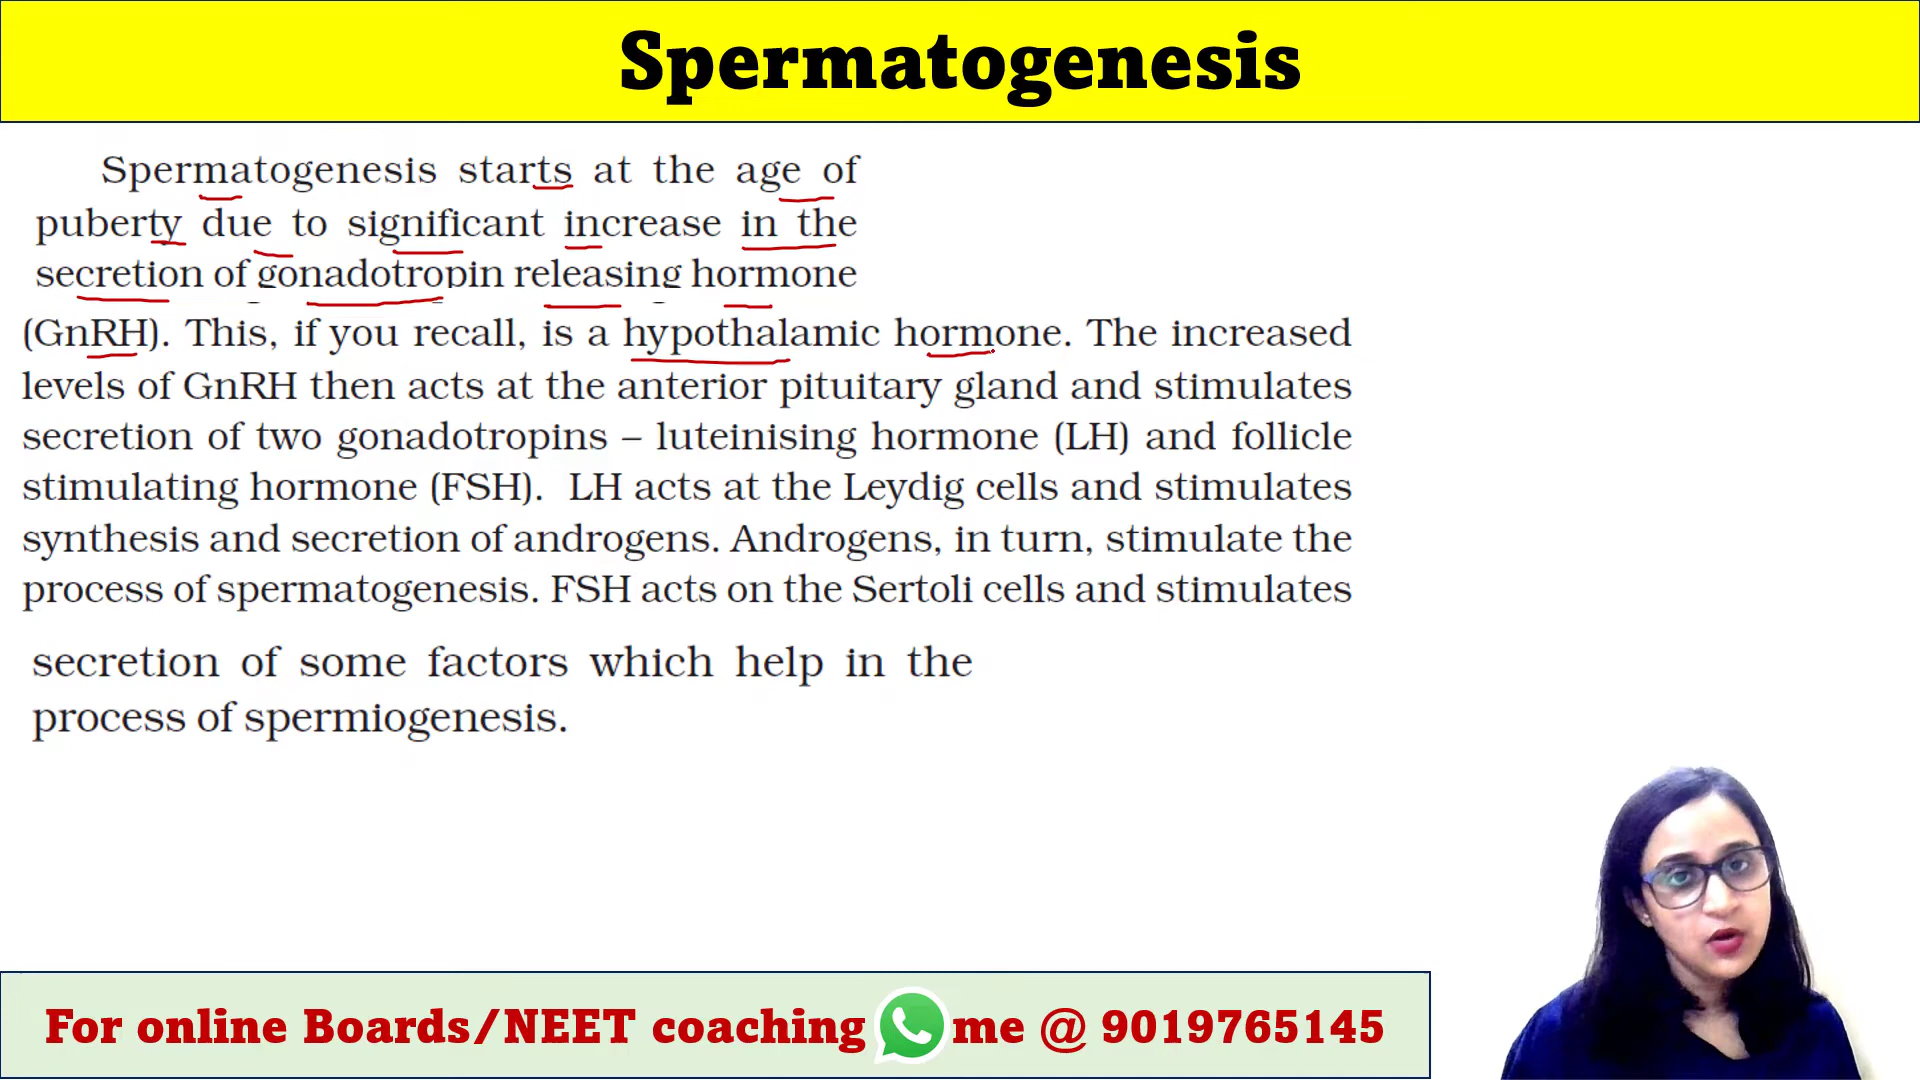 Spermatogenesis
Spermatogenesis starts at the age of
puberty due to significant increase in the
secretion of gonadotropin releasing hormone
(GnRH). This, if you recall, is a hypothalamic hormone. The increased
levels of GnRH then acts at the anterior pituitary gland and stimulates
secretion of two gonadotropins – luteinising hormone (LH) and follicle
stimulating hormone (FSH). LH acts at the Leydig cells and stimulates
synthesis and secretion of androgens. Androgens, in turn, stimulate the
process of spermatogenesis. FSH acts on the Sertoli cells and stimulates
secretion of some factors which help in the
process of spermiogenesis.
For online Boards/NEET coaching me @ 9019765145